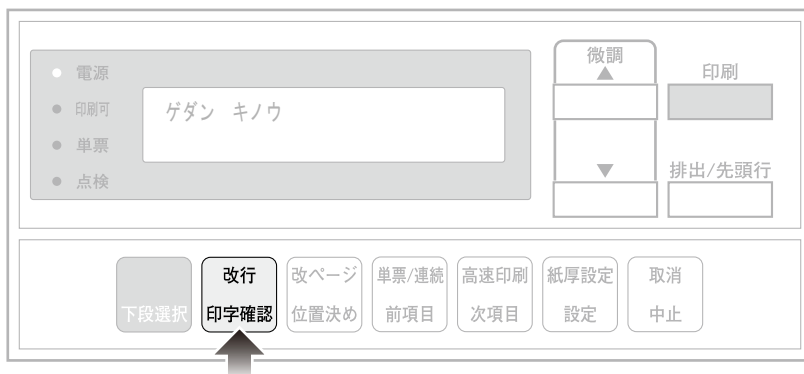 電源
印刷可
単票
点検
ゲダン キノウ
微調
▲
▼
印刷
排出/先頭行
下段選択
改行
印字確認
改ページ
位置決め
単票/連続
前項目
高速印刷
次項目
紙厚設定
設定
取消
中止